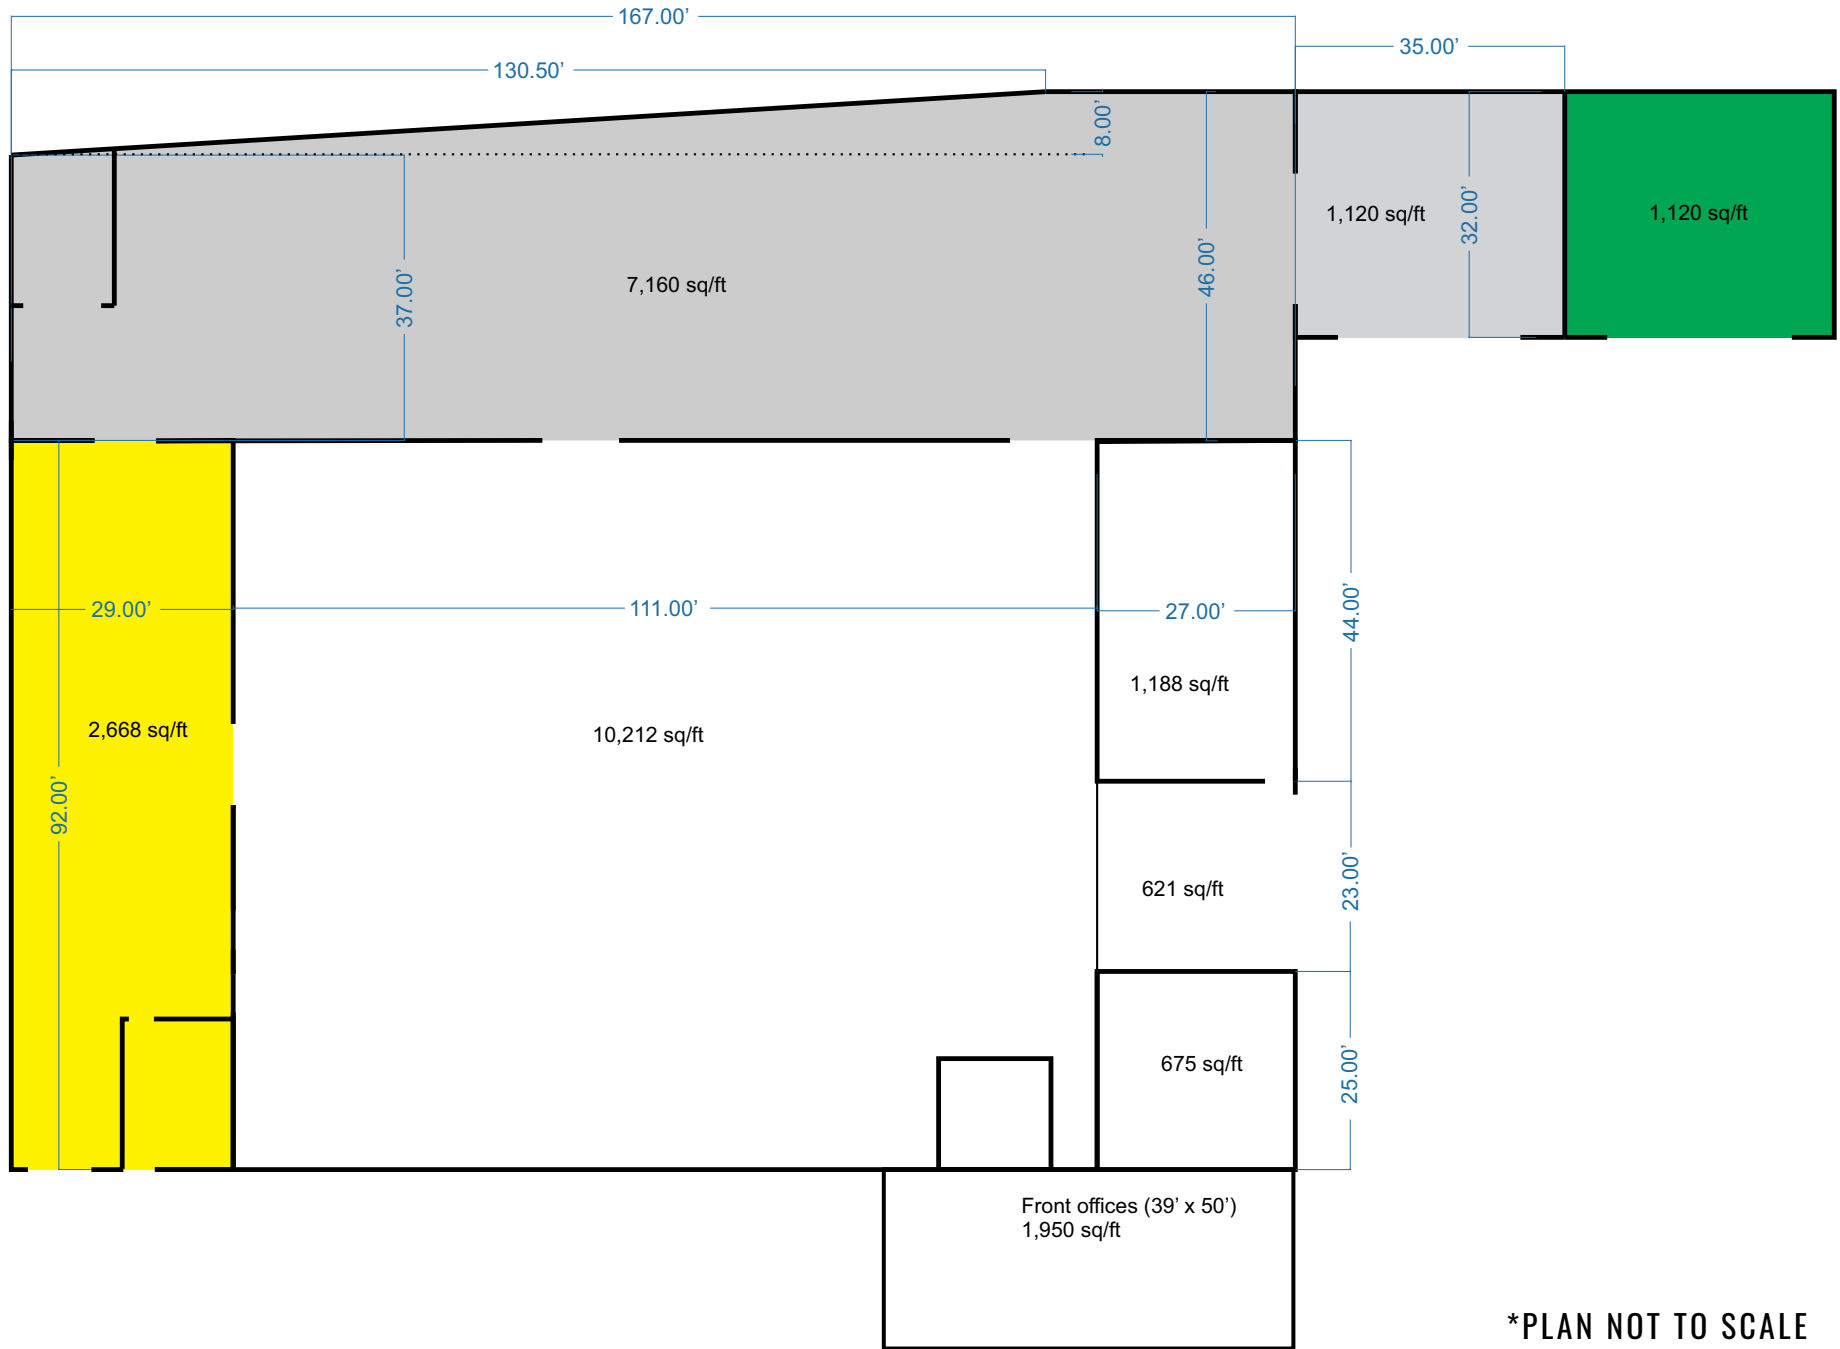 167.00’
35.00’
130.50’
8.00’
1,120 sq/ft
32.00’
1,120 sq/ft
46.00’
37.00’
7,160 sq/ft
29.00’
111.00’
27.00’
44.00’
1,188 sq/ft
2,668 sq/ft
10,212 sq/ft
92.00’
621 sq/ft
23.00’
675 sq/ft
25.00’
Front offices (39’ x 50’)
1,950 sq/ft
*PLAN NOT TO SCALE